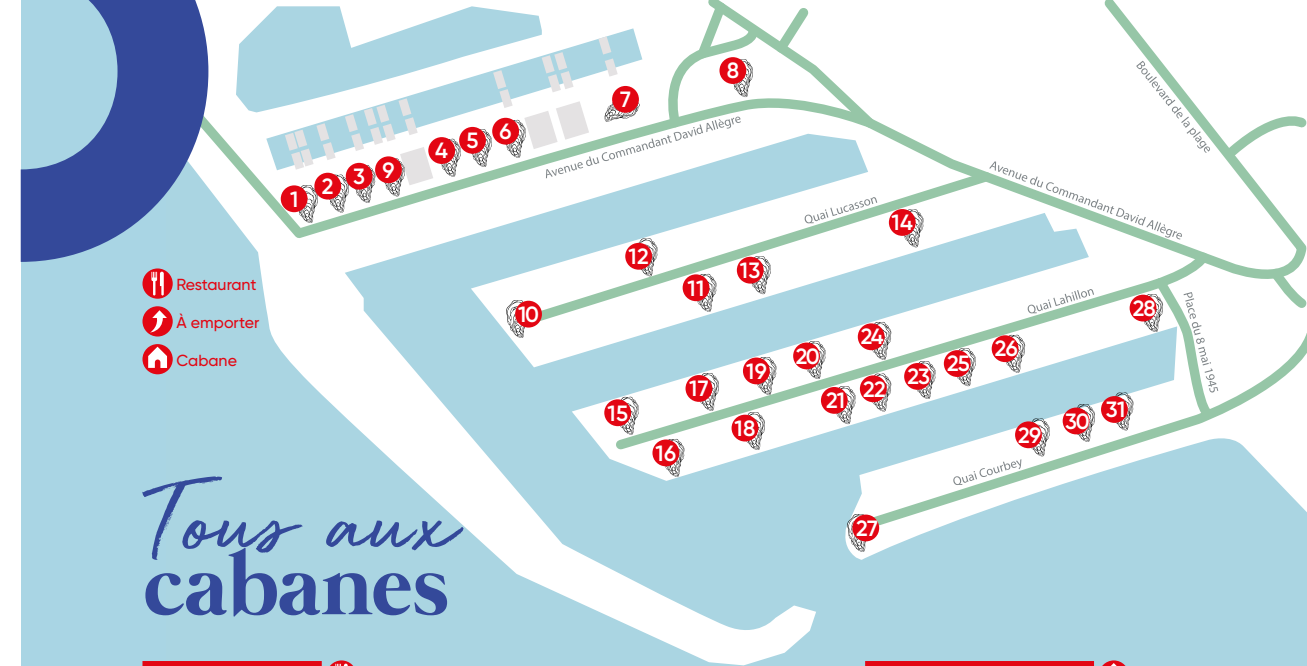 8
7
6
5
4
9
3
2
1
Avenue du Commandant David Allègre
Boulevard de la plage
Avenue du Commandant David Allègre
Quai Lucasson
14
12
13
11
10
Restaurant
À emporter
Cabane
Quai Lahillon
Place du 8 mai 1945
28
24
26
20
25
19
23
17
22
21
15
18
16
31
30
29
Quai Courbey
27
Tous aux
cabanes